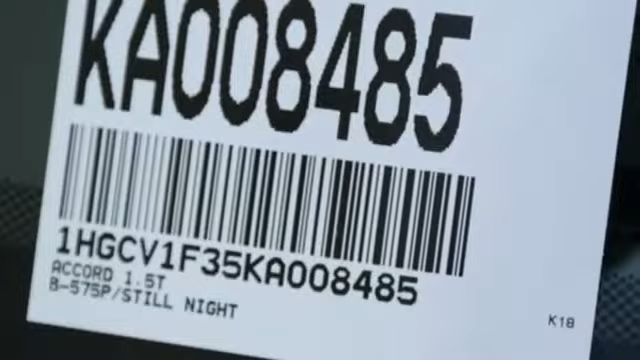 KA008485
1HGCV1F35KA008485
ACCORD 1.5T
B-575P/STILL NIGHT
K18